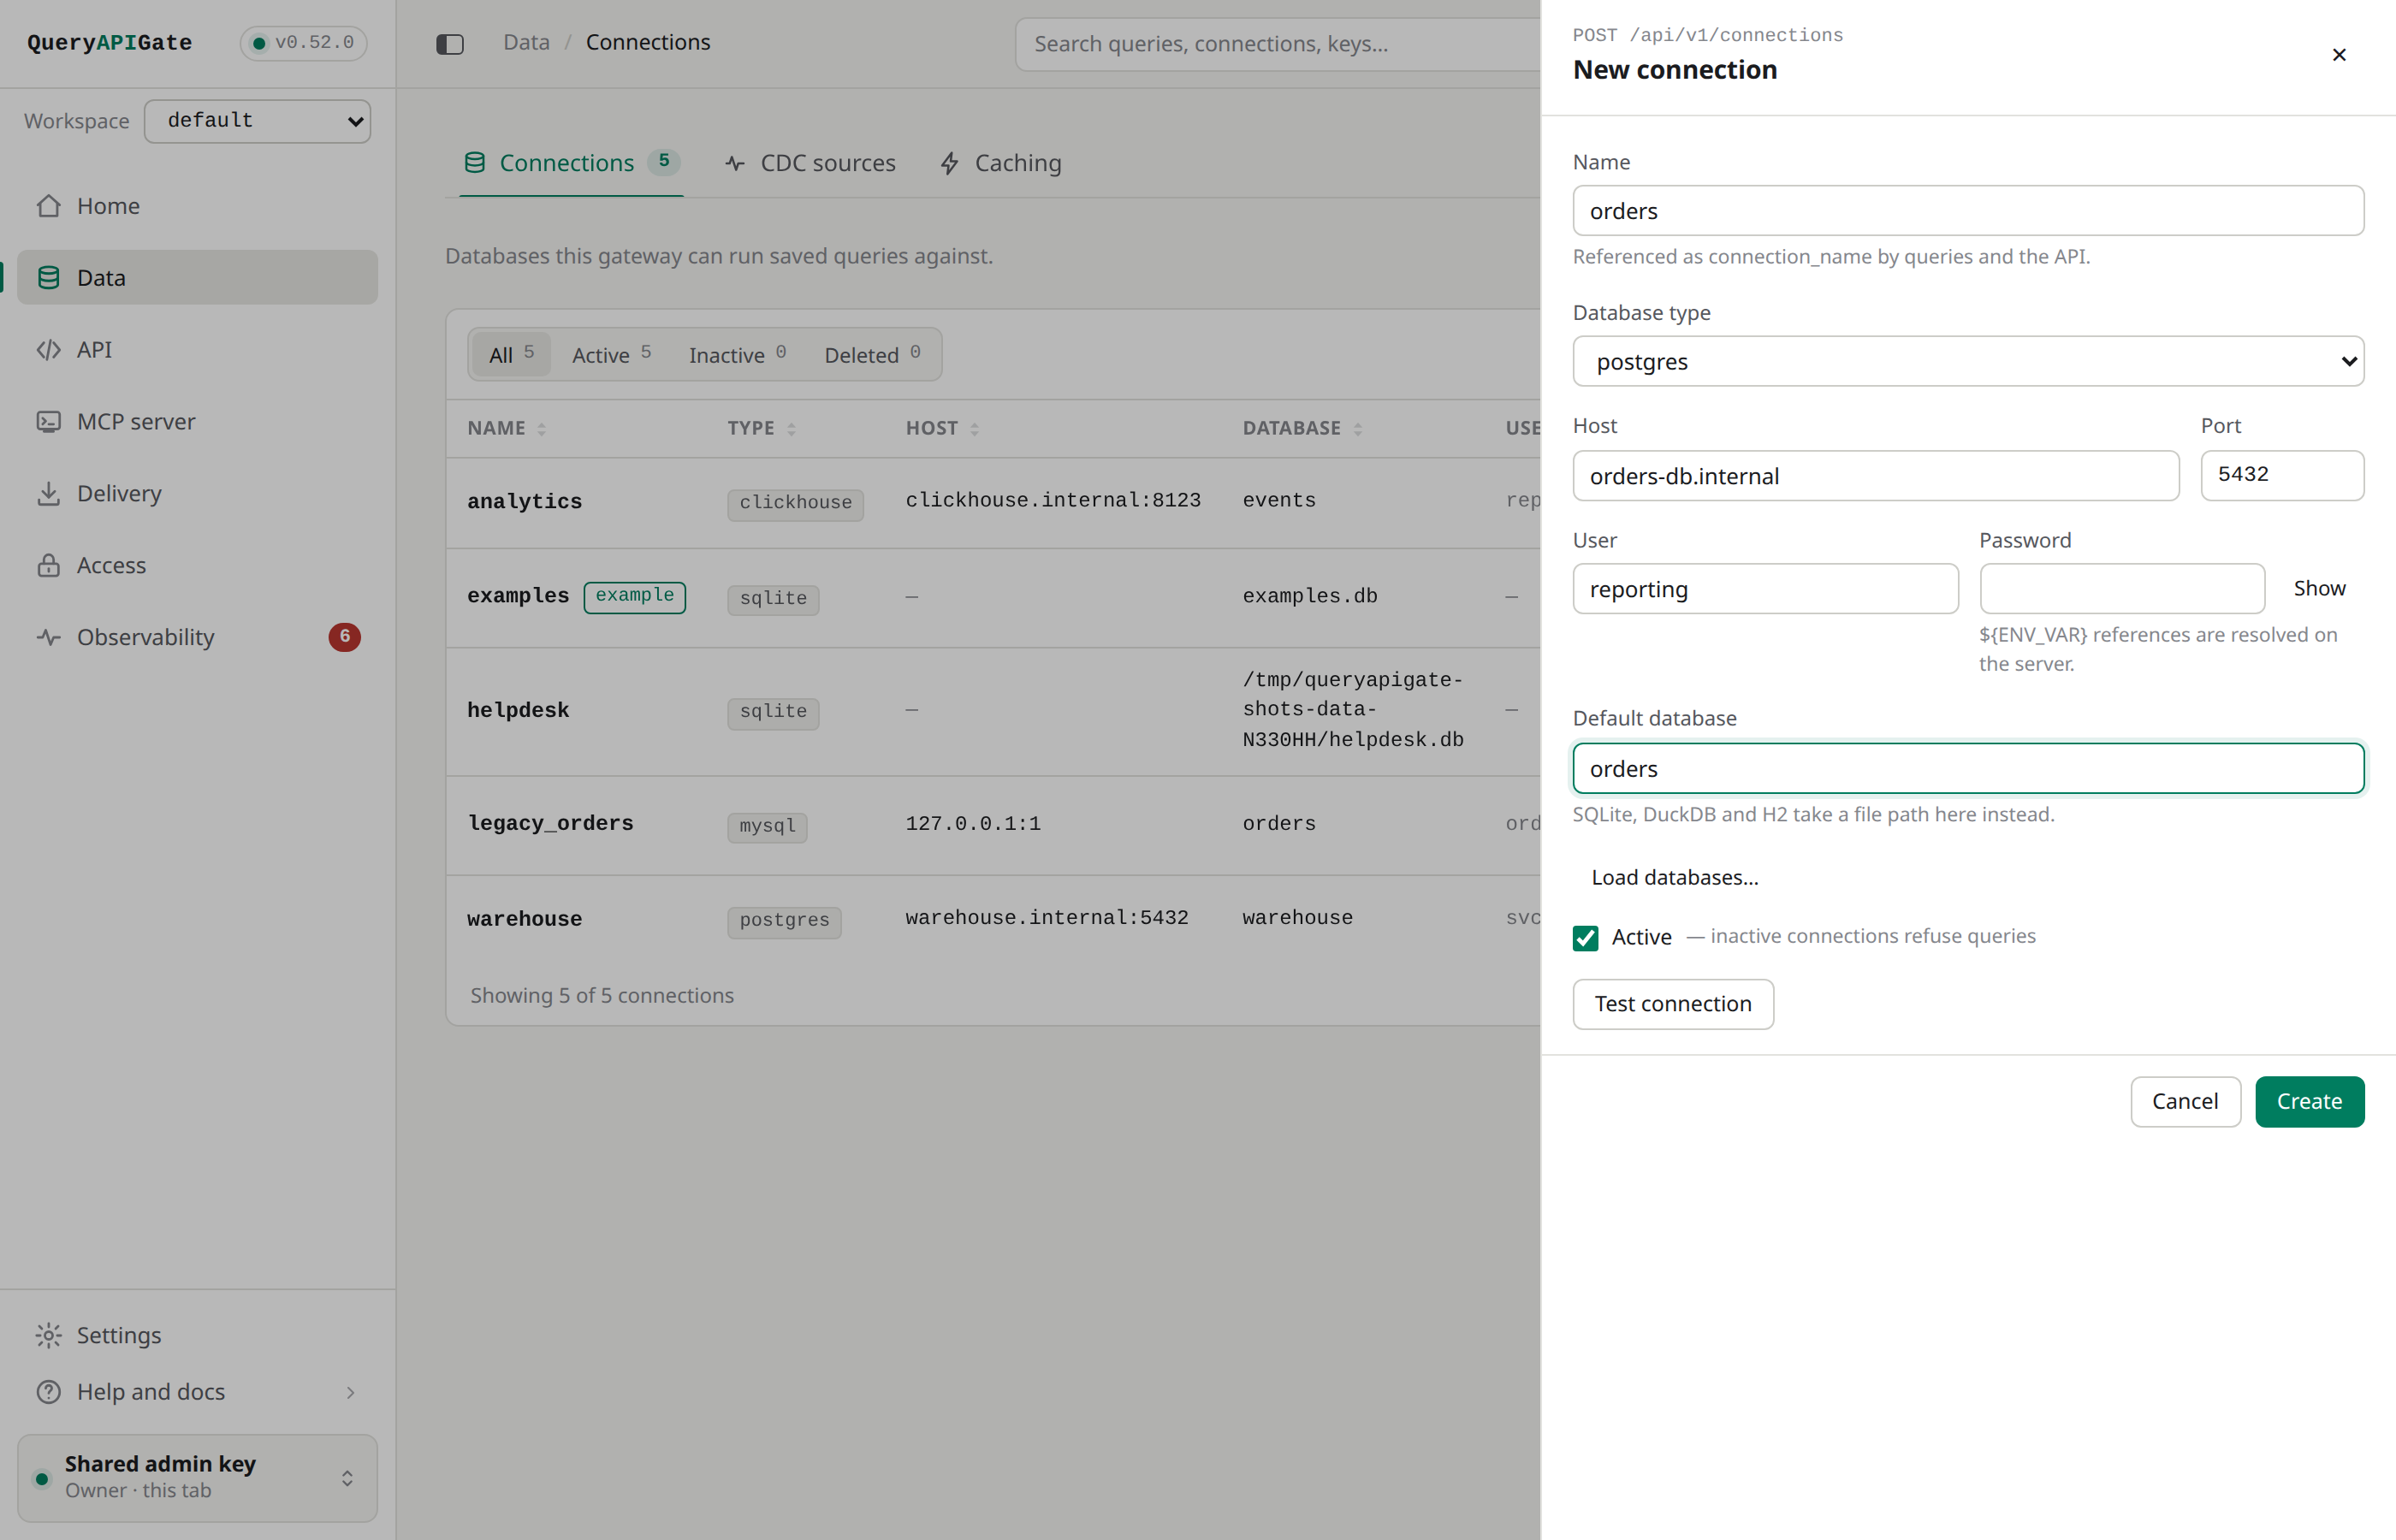 QueryAPIGate
v0.52.0
Workspace
default
Home
Data
API
MCP server
Delivery
Access
Observability 6
Settings
Help and docs
Shared admin key
Owner · this tab
Data / Connections
Search queries, connections, keys...
Connections 5
CDC sources
Caching
Databases this gateway can run saved queries against.
All 5
Active 5
Inactive 0
Deleted 0
NAME TYPE HOST DATABASE USE
analytics clickhouse clickhouse.internal:8123 events rep
examples example sqlite — examples.db —
helpdesk sqlite — /tmp/queryapigate-
shots-data-
N330HH/helpdesk.db —
legacy_orders mysql 127.0.0.1:1 orders ord
warehouse postgres warehouse.internal:5432 warehouse svc
Showing 5 of 5 connections
POST /api/v1/connections
New connection
Name
orders
Referenced as connection_name by queries and the API.
Database type
postgres
Host Port
orders-db.internal 5432
User Password
reporting Show
${ENV_VAR} references are resolved on
the server.
Default database
orders
SQLite, DuckDB and H2 take a file path here instead.
Load databases...
Active — inactive connections refuse queries
Test connection
Cancel Create